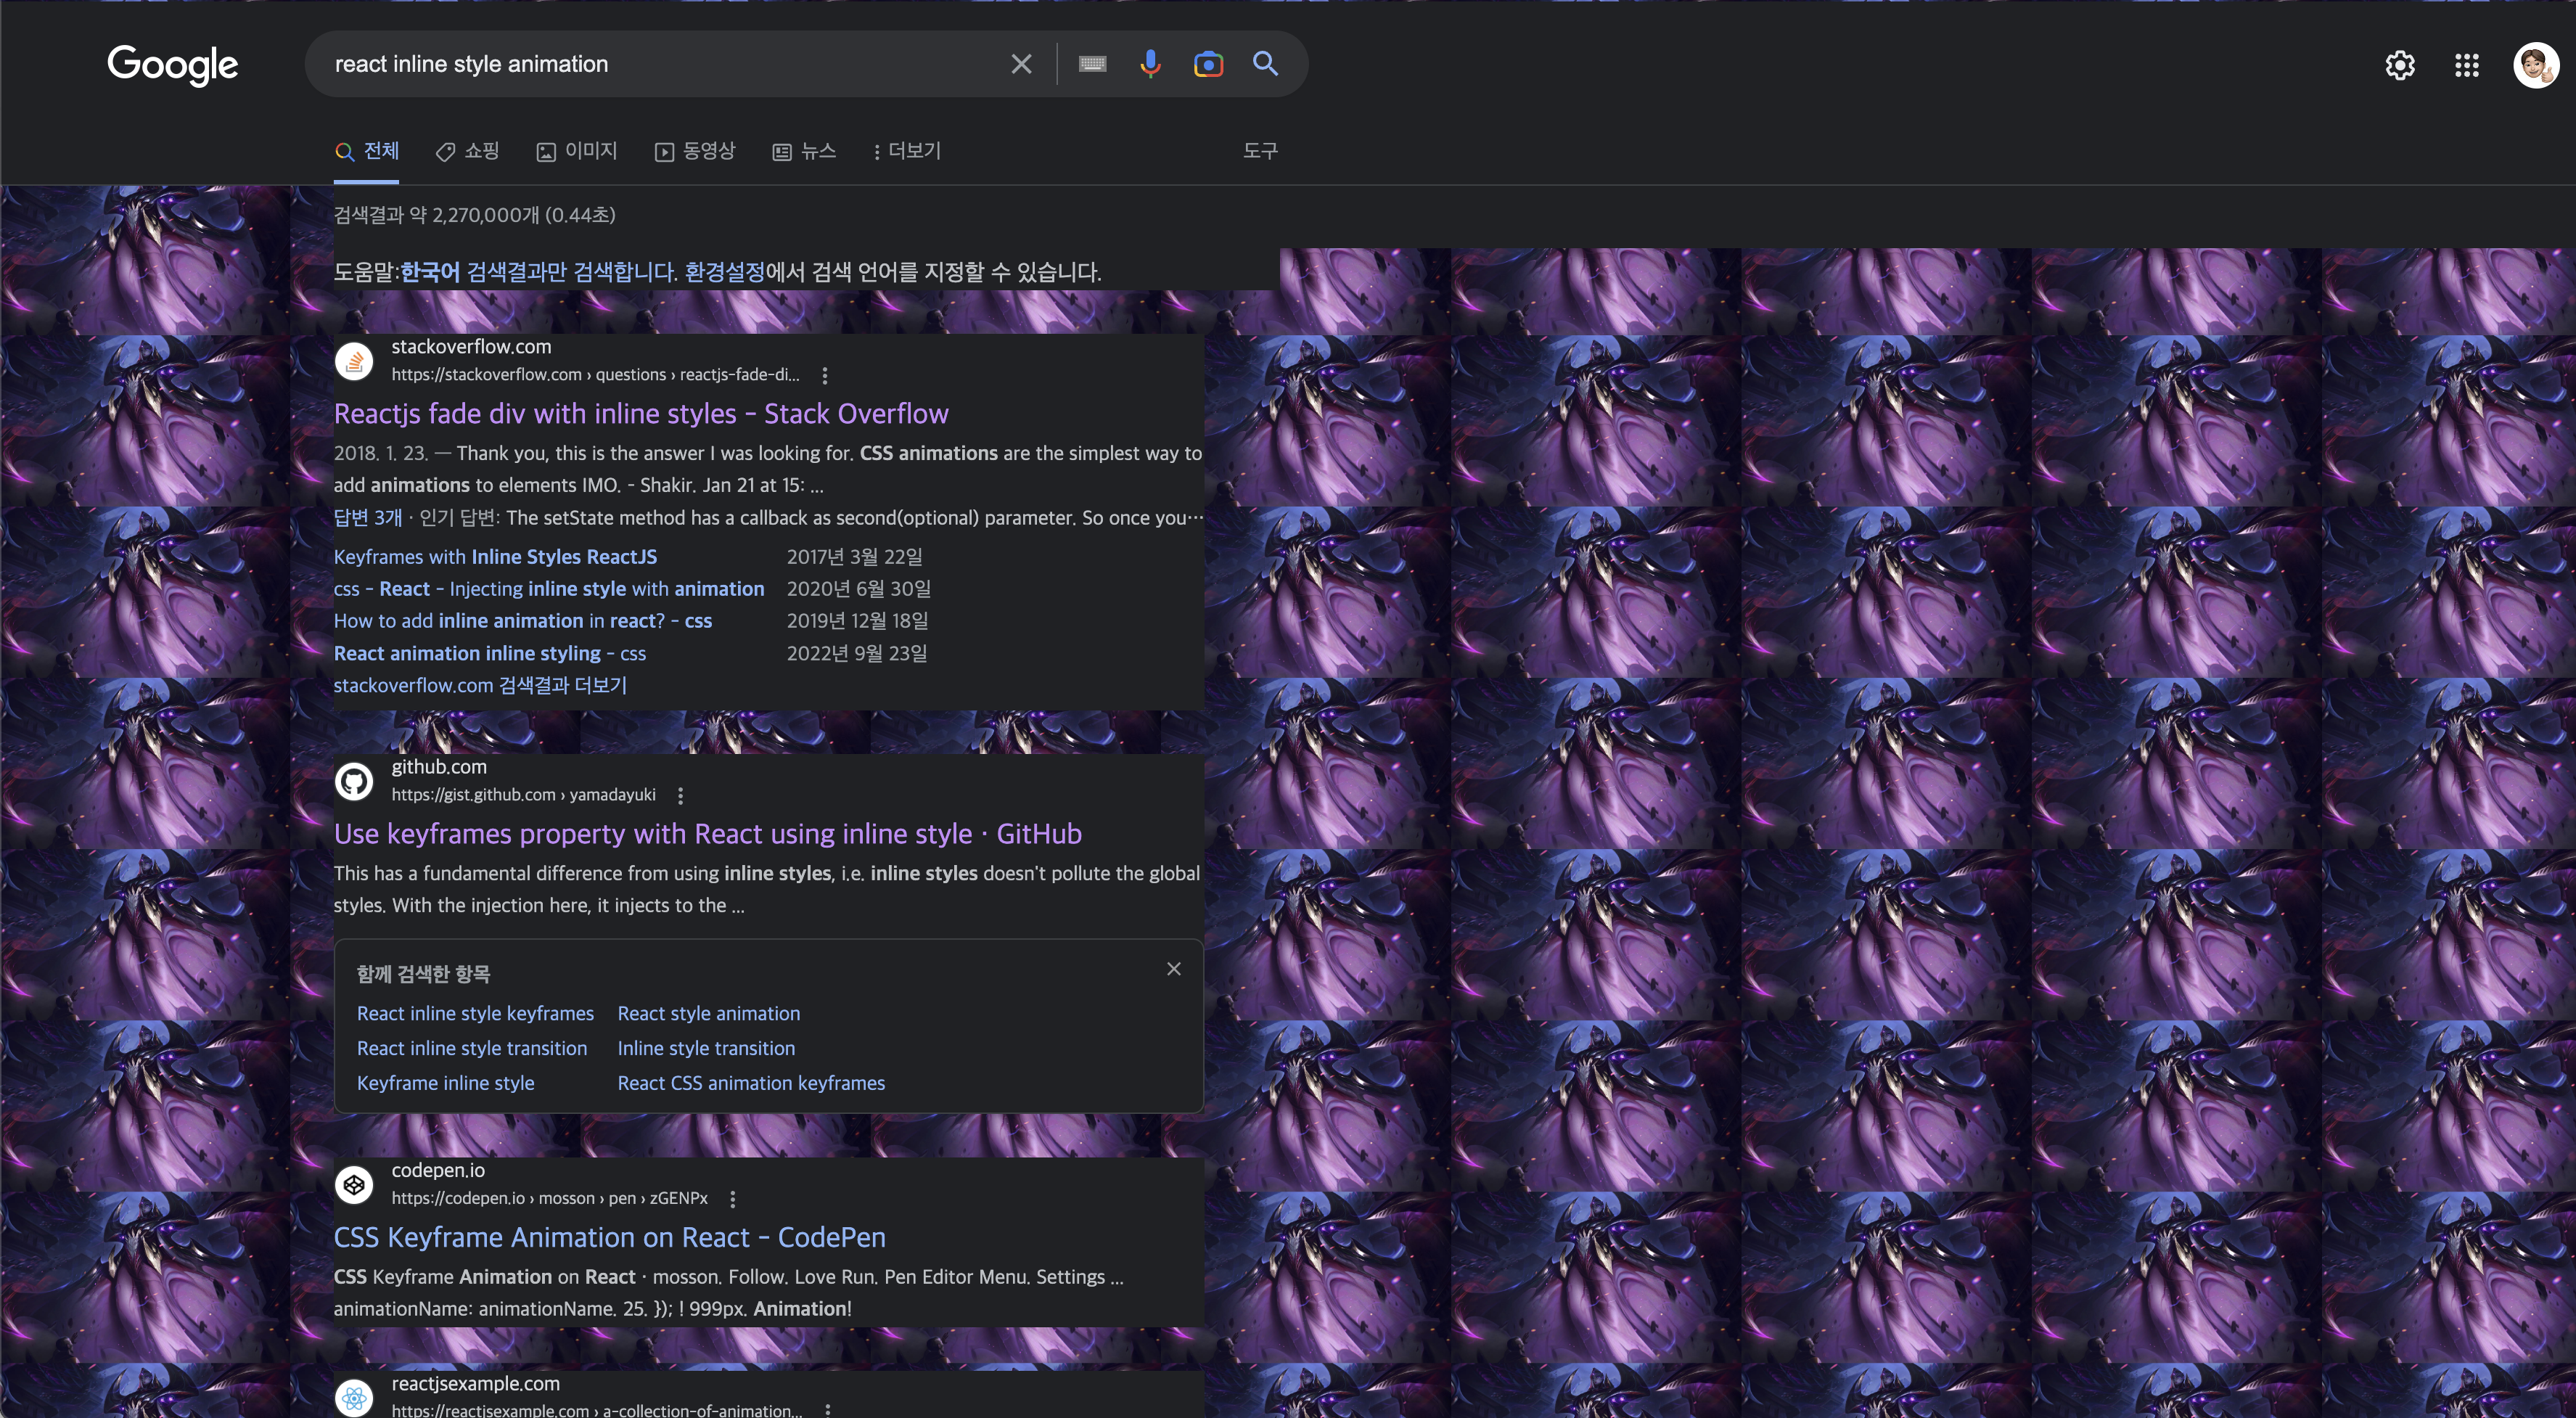 Google
react inline style animation
전체
쇼핑
이미지
동영상
뉴스
더보기
도구
검색결과 약 2,270,000개 (0.44초)
도움말:한국어 검색결과만 검색합니다. 환경설정에서 검색 언어를 지정할 수 있습니다.
stackoverflow.com
https://stackoverflow.com › questions › reactjs-fade-di...
Reactjs fade div with inline styles - Stack Overflow
2018. 1. 23. — Thank you, this is the answer I was looking for. CSS animations are the simplest way to
add animations to elements IMO. - Shakir. Jan 21 at 15: ...
답변 3개 · 인기 답변: The setState method has a callback as second(optional) parameter. So once you…
Keyframes with Inline Styles ReactJS 2017년 3월 22일
css - React - Injecting inline style with animation 2020년 6월 30일
How to add inline animation in react? - css 2019년 12월 18일
React animation inline styling - css 2022년 9월 23일
stackoverflow.com 검색결과 더보기
github.com
https://gist.github.com › yamadayuki
Use keyframes property with React using inline style · GitHub
This has a fundamental difference from using inline styles, i.e. inline styles doesn't pollute the global
styles. With the injection here, it injects to the ...
함께 검색한 항목
React inline style keyframes React style animation
React inline style transition Inline style transition
Keyframe inline style React CSS animation keyframes
codepen.io
https://codepen.io › mosson › pen › zGENPx
CSS Keyframe Animation on React - CodePen
CSS Keyframe Animation on React · mosson. Follow. Love Run. Pen Editor Menu. Settings ...
animationName: animationName. 25. }); ! 999px. Animation!
reactjsexample.com
https://reactjsexample.com › a-collection-of-animation...